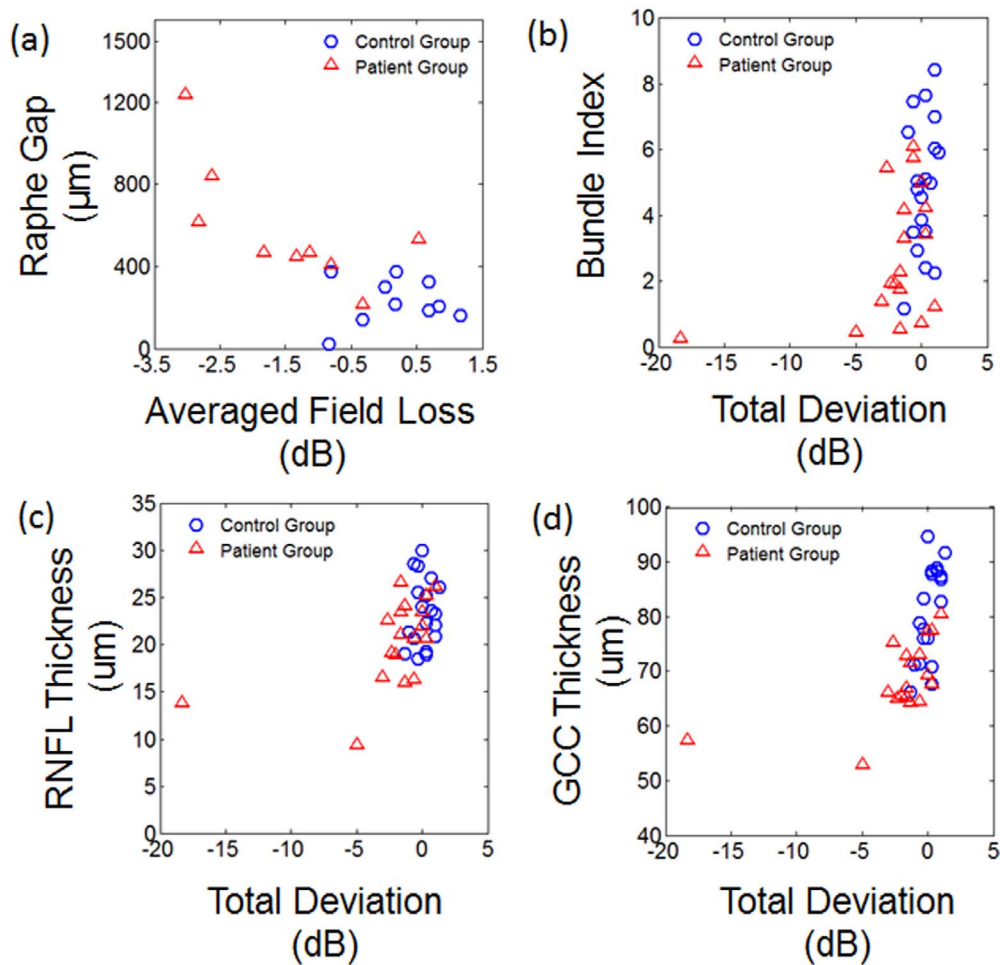 (a)
1500
1200
800
400
0
Raphe Gap
(µm)
Control Group
Patient Group
-3.5 -2.5 -1.5 -0.5 0.5 1.5
Averaged Field Loss
(dB)
(b)
10
8
6
4
2
0
Bundle Index
Control Group
Patient Group
-20 -15 -10 -5 0 5
Total Deviation
(dB)
(c)
35
30
25
20
15
10
5
0
RNFL Thickness
(um)
Control Group
Patient Group
-20 -15 -10 -5 0 5
Total Deviation
(dB)
(d)
100
90
80
70
60
50
40
GCC Thickness
(um)
Control Group
Patient Group
-20 -15 -10 -5 0 5
Total Deviation
(dB)